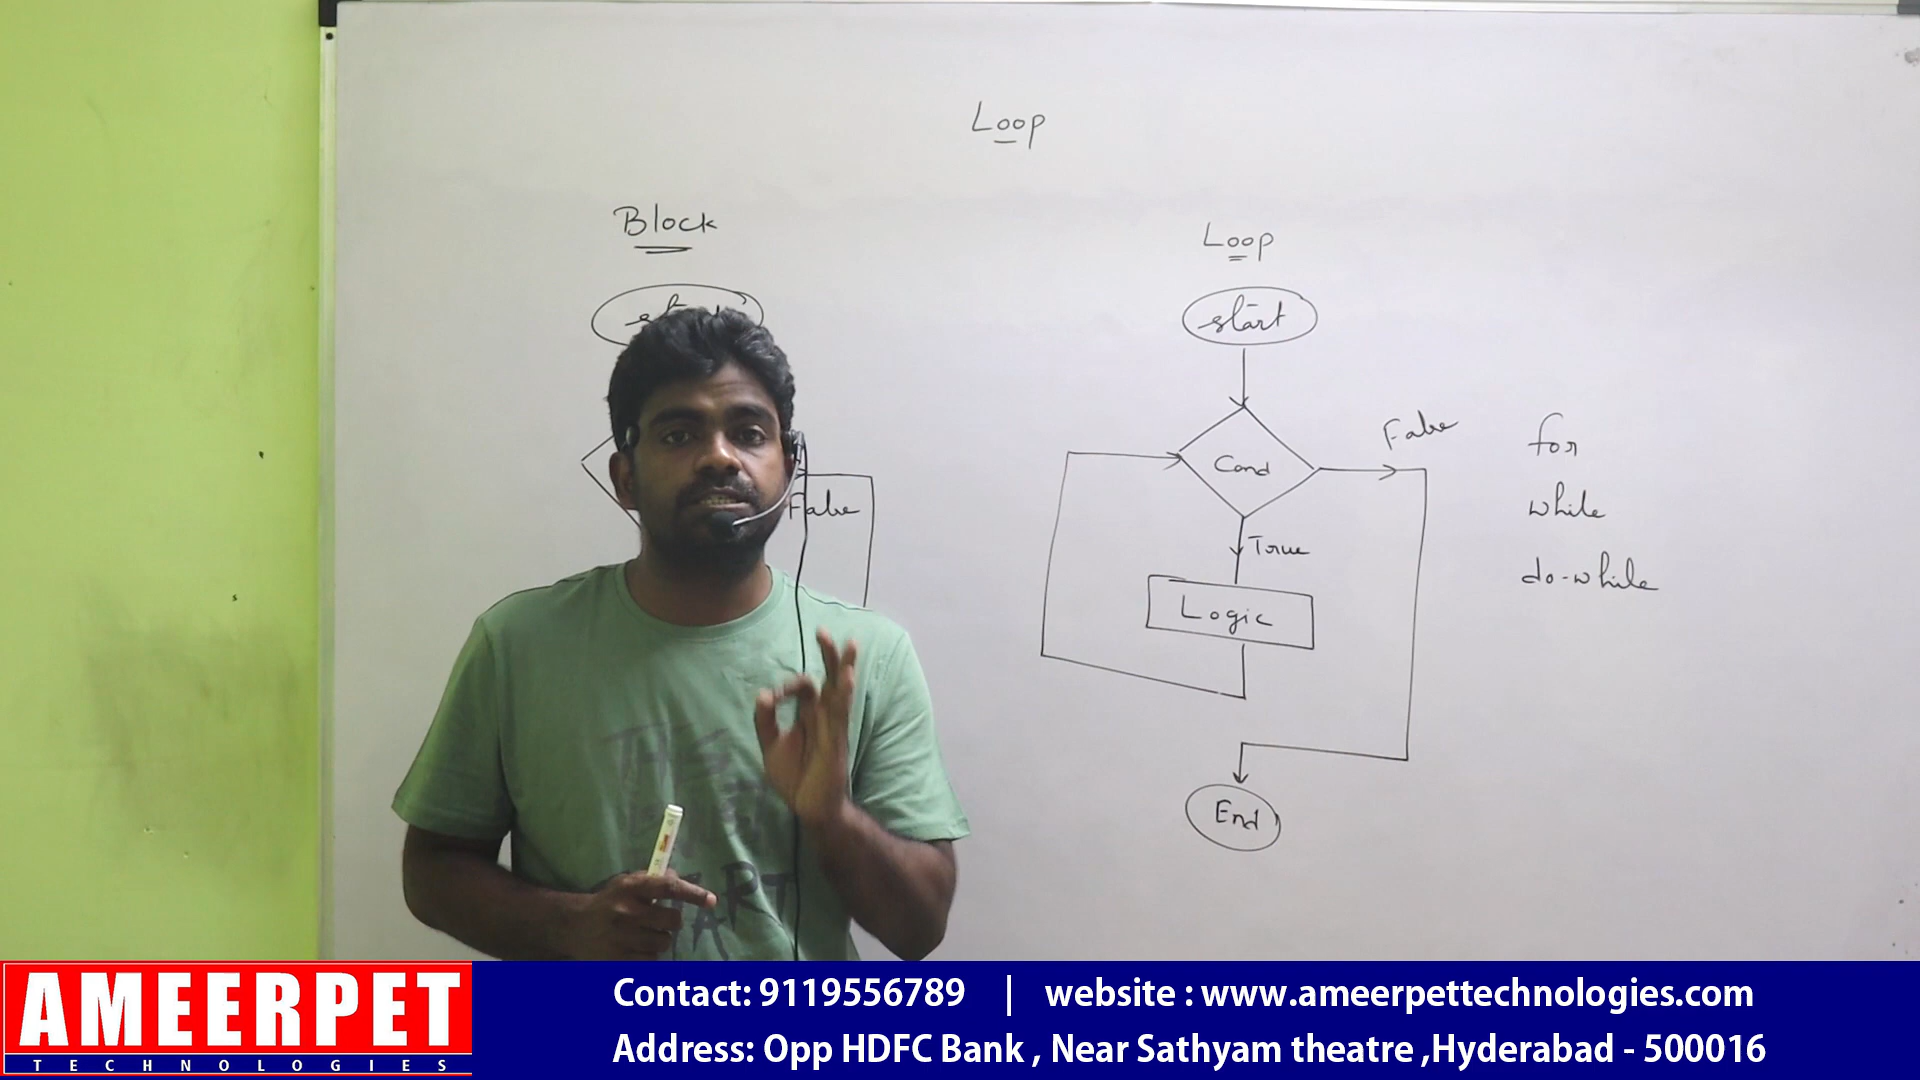 Loop
Block
Loop
start
Cond
False
True
Logic
End
False
for
while
do-while
AMEERPET
TECHNOLOGIES
Contact: 9119556789 | website : www.ameerpettechnologies.com
Address: Opp HDFC Bank , Near Sathyam theatre ,Hyderabad - 500016